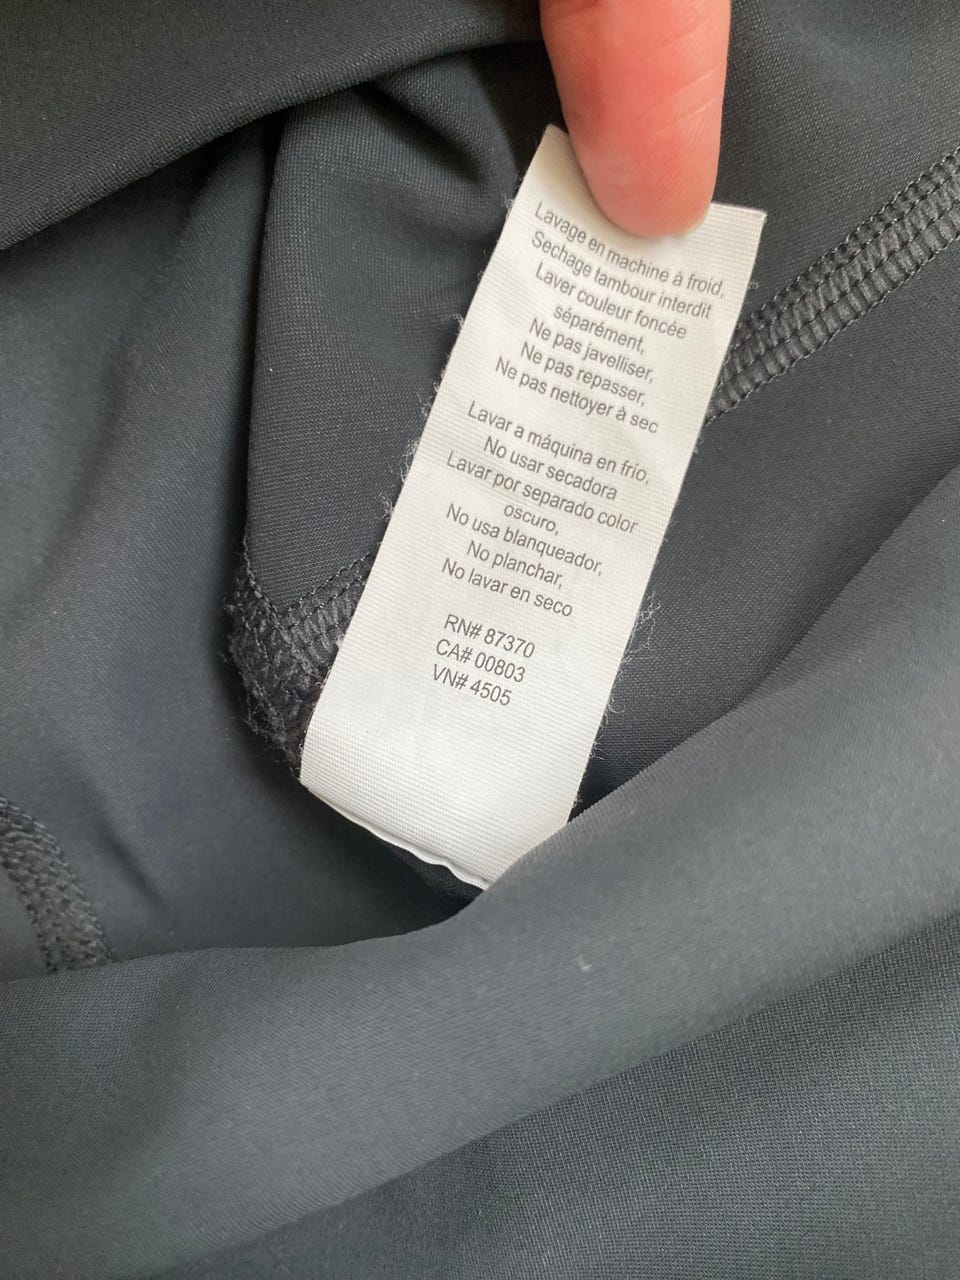 Lavage en machine à froid,
Sechage tambour interdit
Laver couleur foncée
séparément,
Ne pas javelliser,
Ne pas repasser,
Ne pas nettoyer à sec
Lavar a máquina en frío,
No usar secadora
Lavar por separado color
oscuro,
No usa blanqueador,
No planchar,
No lavar en seco
RN# 87370
CA# 00803
VN# 4505